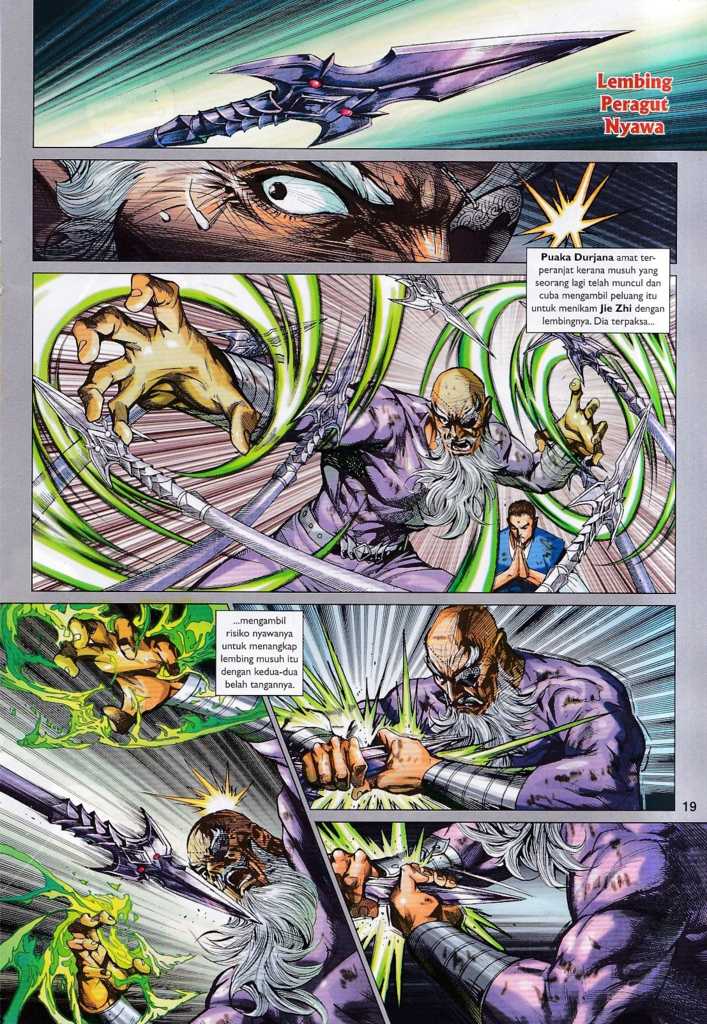 Lembing
Peragut
Nyawa
Puaka Durjana amat ter-
peranjat kerana musuh yang
seorang lagi telah muncul dan
cuba mengambil peluang itu
untuk menikam Jie Zhi dengan
lembingnya. Dia terpaksa...
...mengambil
risiko nyawanya
untuk menangkap
lembing musuh itu
dengan kedua-dua
belah tangannya.
19